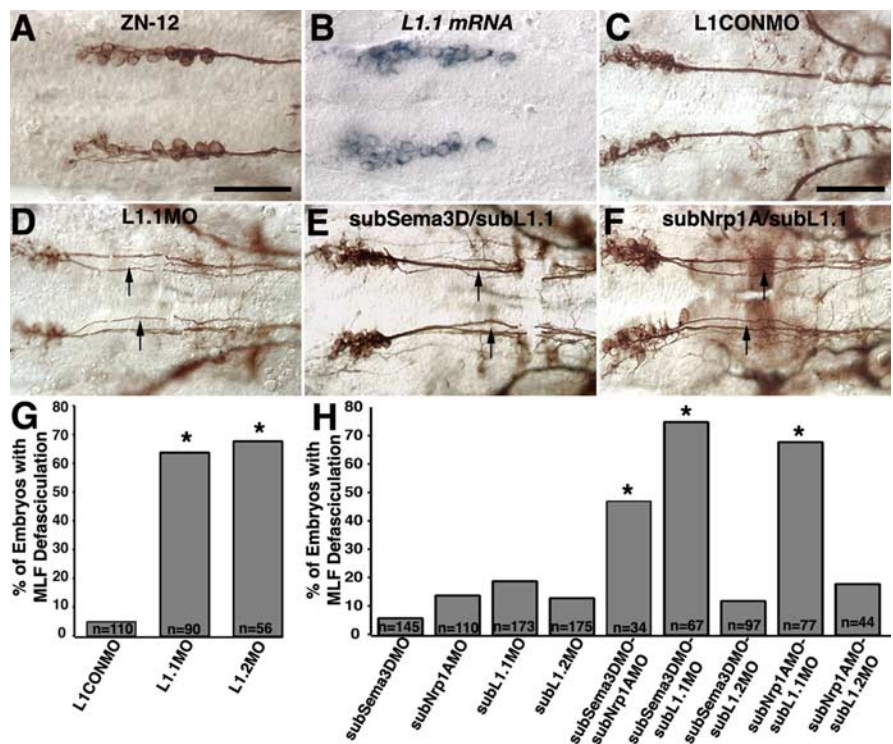 A ZN-12
B L1.1 mRNA
C L1CONMO
D L1.1MO
E subSema3D/subL1.1
F subNrp1A/subL1.1
G
% of Embryos with
MLF Defasciculation
80
70
60
50
40
30
20
10
0
* *
n=110 n=90 n=56
L1CONMO
L1.1MO
L1.2MO
H
% of Embryos with
MLF Defasciculation
80
70
60
50
40
30
20
10
0
* * *
n=145 n=110 n=173 n=175 n=34 n=67 n=97 n=77 n=44
subSema3DMO
subNrp1AMO
subL1.1MO
subL1.2MO
subSema3DMO-
subNrp1AMO
subSema3DMO-
subL1.1MO
subSema3DMO-
subL1.2MO
subNrp1AMO-
subL1.1MO
subNrp1AMO-
subL1.2MO